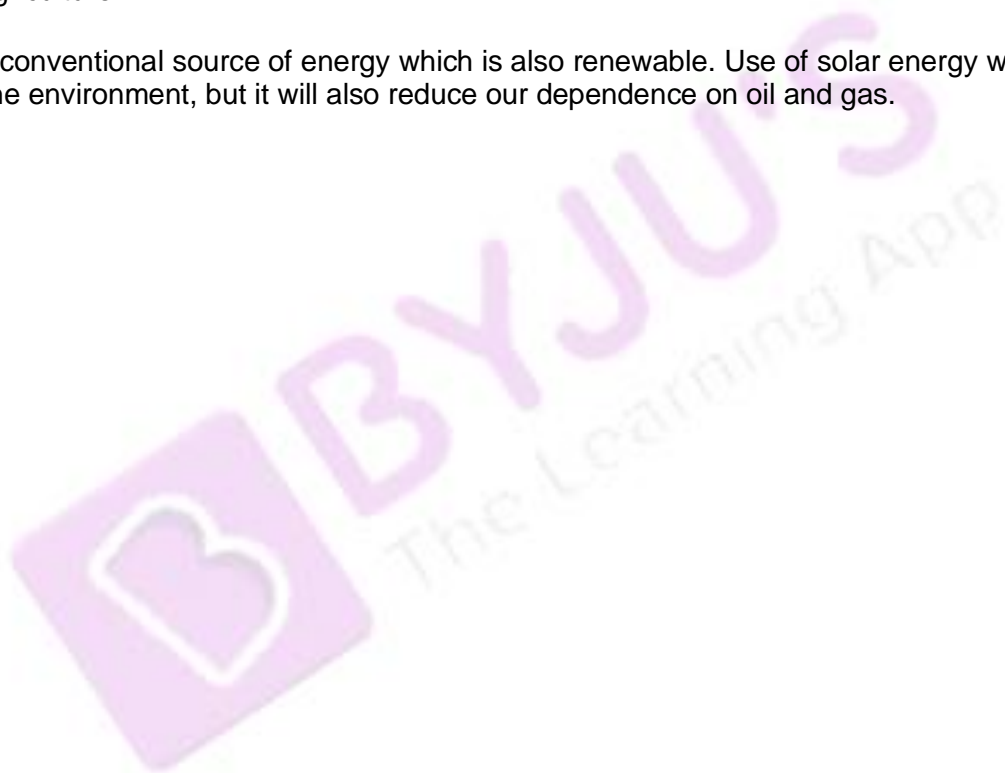 conventional source of energy which is also renewable. Use of solar energy w
he environment, but it will also reduce our dependence on oil and gas.
BYJU'S
The Learning App